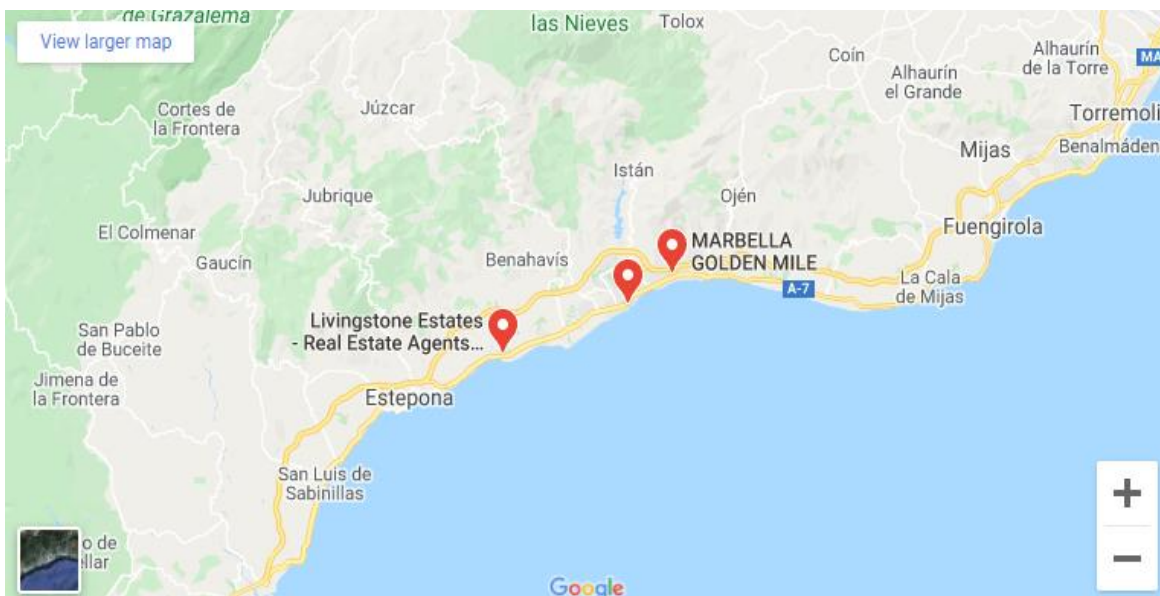 de Grazalema
las Nieves
Tolox
View larger map
Coín
Alhaurín
de la Torre
MA
Alhaurín
el Grande
Cortes de
la Frontera
Júzcar
Torremoli
Benalmáden
Mijas
Istán
Jubrique
Ojén
El Colmenar
Fuengirola
Gaucín
Benahavís
MARBELLA
GOLDEN MILE
La Cala
de Mijas
A-7
Livingstone Estates
- Real Estate Agents...
San Pablo
de Buceite
Jimena de
la Frontera
Estepona
San Luis de
Sabinillas
o de
ellar
Google